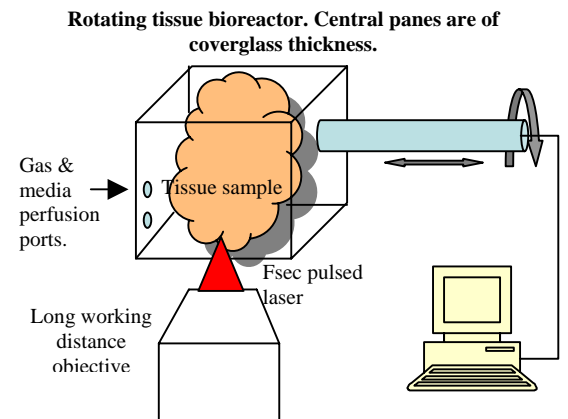 Rotating tissue bioreactor. Central panes are of
coverglass thickness.
Gas &
media
perfusion
ports.
Tissue sample
Fsec pulsed
laser
Long working
distance
objective